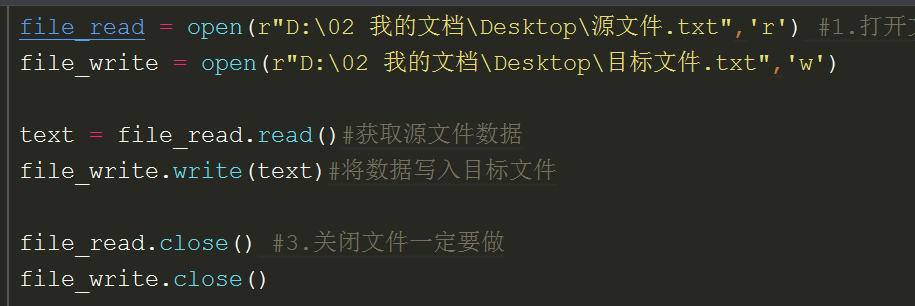 file_read = open(r"D:\02 我的文档\Desktop\源文件.txt",'r') #1.打开
file_write = open(r"D:\02 我的文档\Desktop\目标文件.txt",'w')
text = file_read.read()#获取源文件数据
file_write.write(text)#将数据写入目标文件
file_read.close() #3.关闭文件一定要做
file_write.close()